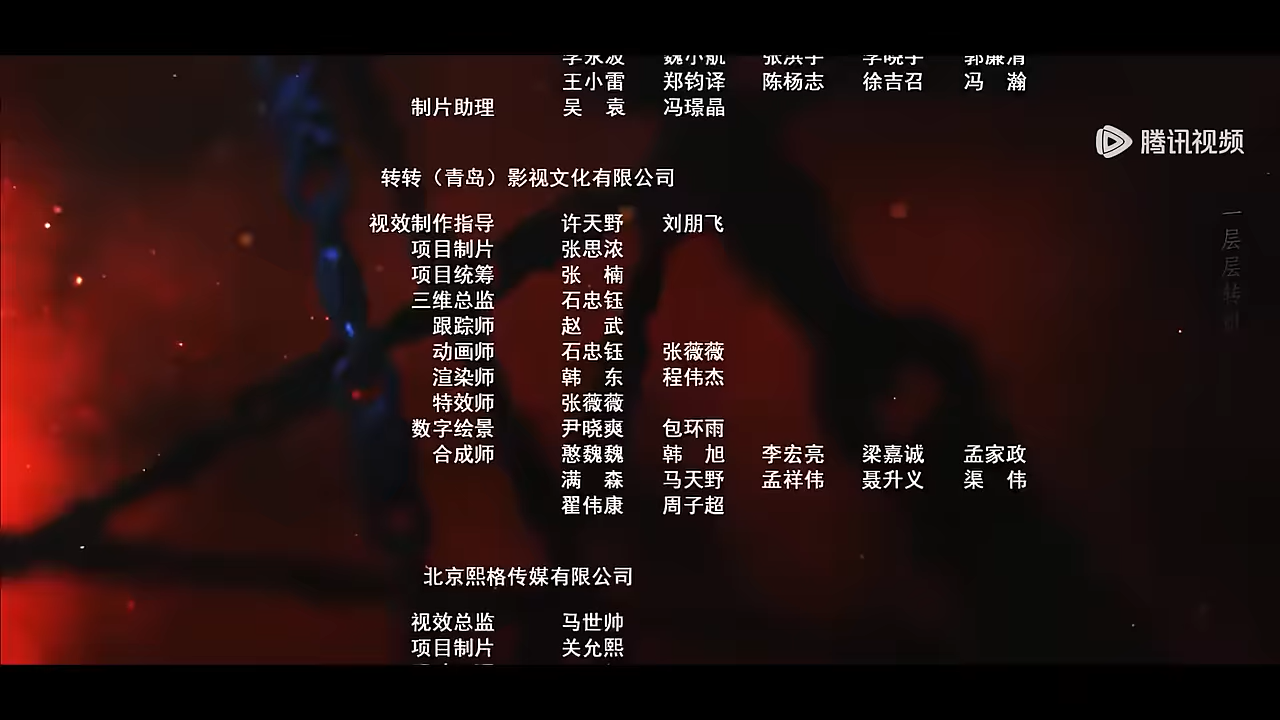 王小雷 郑钧译 陈杨志 徐吉召 冯 瀚
制片助理 吴 袁 冯璟晶
腾讯视频
转转（青岛）影视文化有限公司
视效制作指导 许天野 刘朋飞
项目制片 张思浓
项目统筹 张 楠
三维总监 石忠钰
跟踪师 赵 武
动画师 石忠钰 张薇薇
渲染师 韩 东 程伟杰
特效师 张薇薇
数字绘景 尹晓爽 包环雨
合成师 憨魏魏 韩 旭 李宏亮 梁嘉诚 孟家政
满 森 马天野 孟祥伟 聂升义 渠 伟
翟伟康 周子超
一层层转
北京熙格传媒有限公司
视效总监 马世帅
项目制片 关允熙